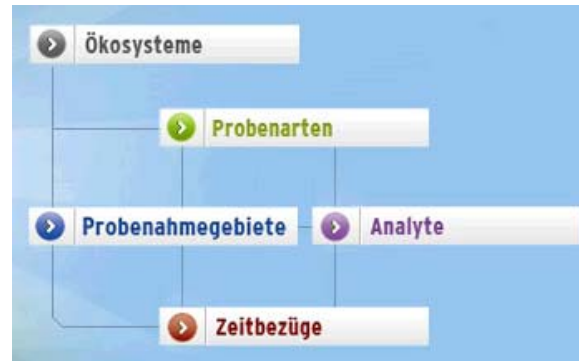 Ökosysteme
Probenarten
Probenahmegebiete
Analyte
Zeitbezüge